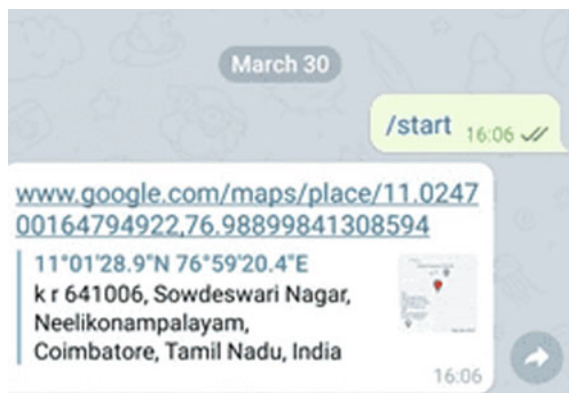 March 30
/start 16:06
www.google.com/maps/place/11.0247
00164794922,76.98899841308594
11°01'28.9"N 76°59'20.4"E
k r 641006, Sowdeswari Nagar,
Neelikonampalayam,
Coimbatore, Tamil Nadu, India
16:06